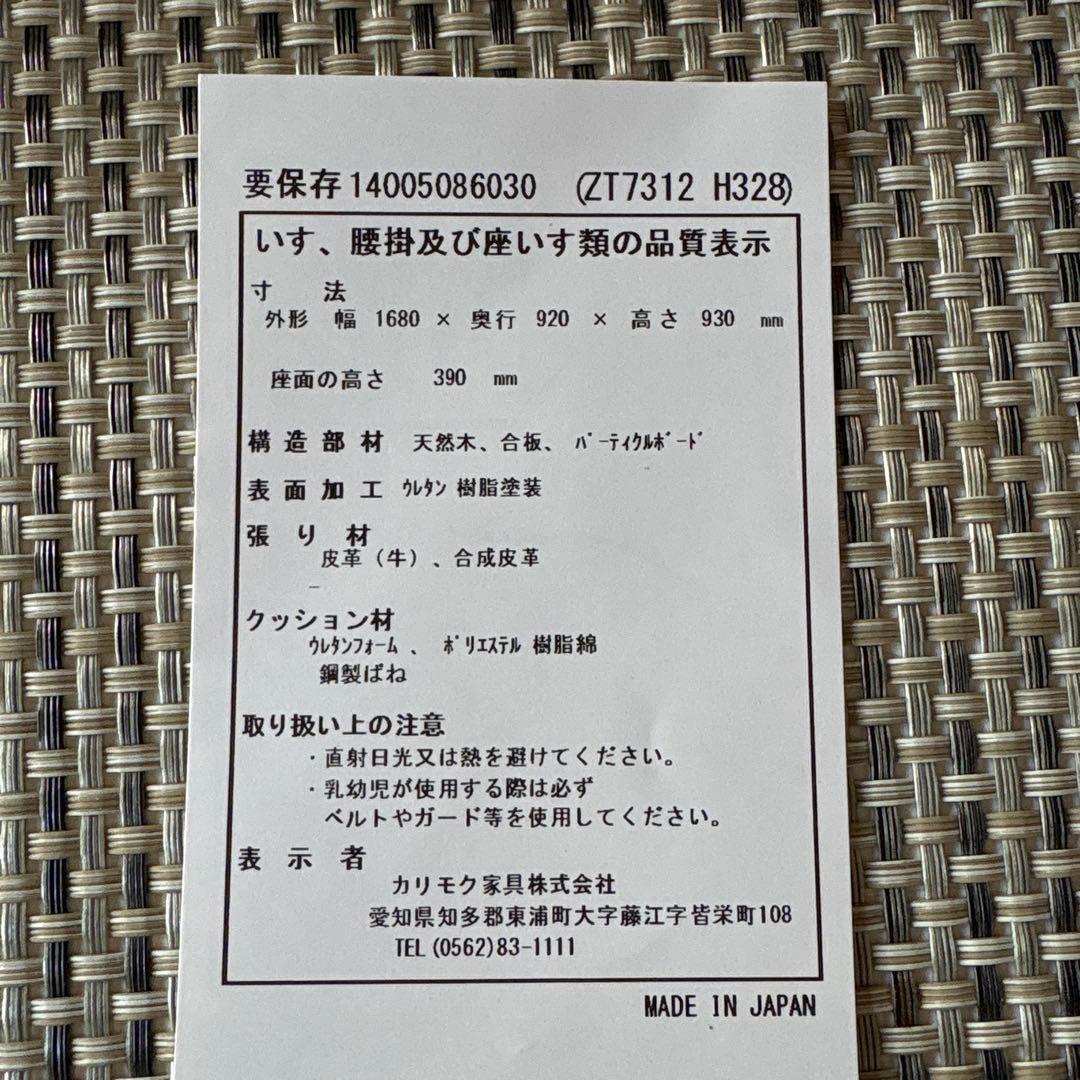 要保存14005086030 (ZT7312 H328)
いす、腰掛及び座いす類の品質表示
寸 法
外形 幅 1680 × 奥行 920 × 高さ 930 mm
座面の高さ 390 mm
構造部材 天然木、合板、 ﾊﾟｰﾃｨｸﾙﾎﾞｰﾄﾞ
表面加工 ｳﾚﾀﾝ 樹脂塗装
張り材
皮革（牛）、合成皮革
_
クッション材
ｳﾚﾀﾝﾌｫｰﾑ 、 ﾎﾟﾘｴｽﾃﾙ 樹脂綿
鋼製ばね
取り扱い上の注意
・直射日光又は熱を避けてください。
・乳幼児が使用する際は必ず
ベルトやガード等を使用してください。
表示者
カリモク家具株式会社
愛知県知多郡東浦町大字藤江字皆栄町108
TEL(0562)83-1111
MADE IN JAPAN